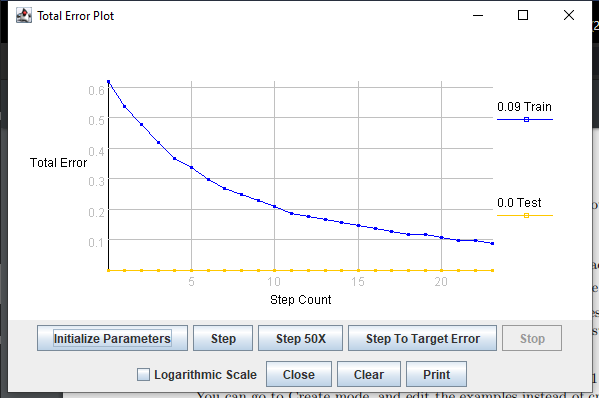 Total Error Plot
0.6
0.5
0.4
0.3
0.2
0.1
Total Error
5
10
15
20
Step Count
0.09 Train
0.0 Test
Initialize Parameters
Step
Step 50X
Step To Target Error
Stop
Logarithmic Scale
Close
Clear
Print
You can go to Create mode, and edit the examples instead of